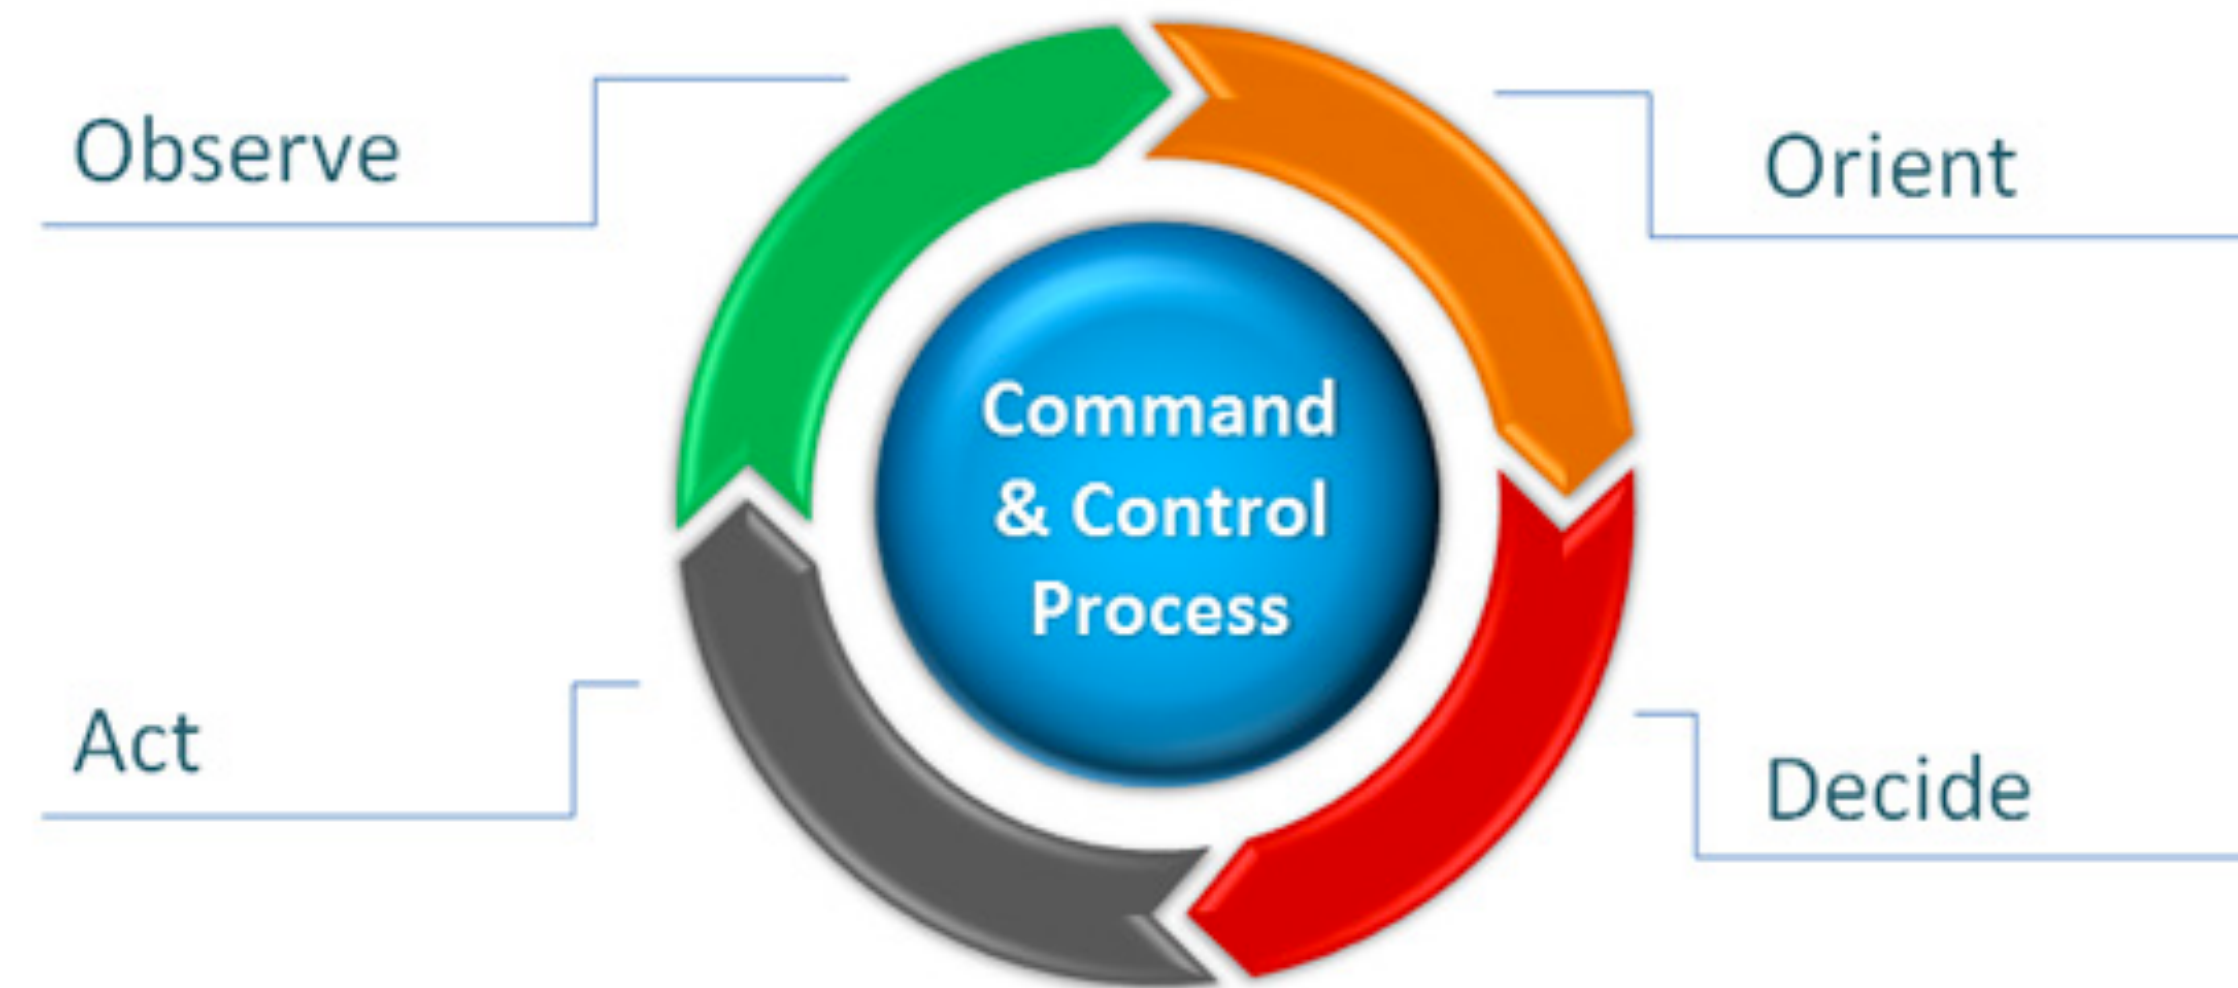 Observe
Orient
Command
& Control
Process
Act
Decide